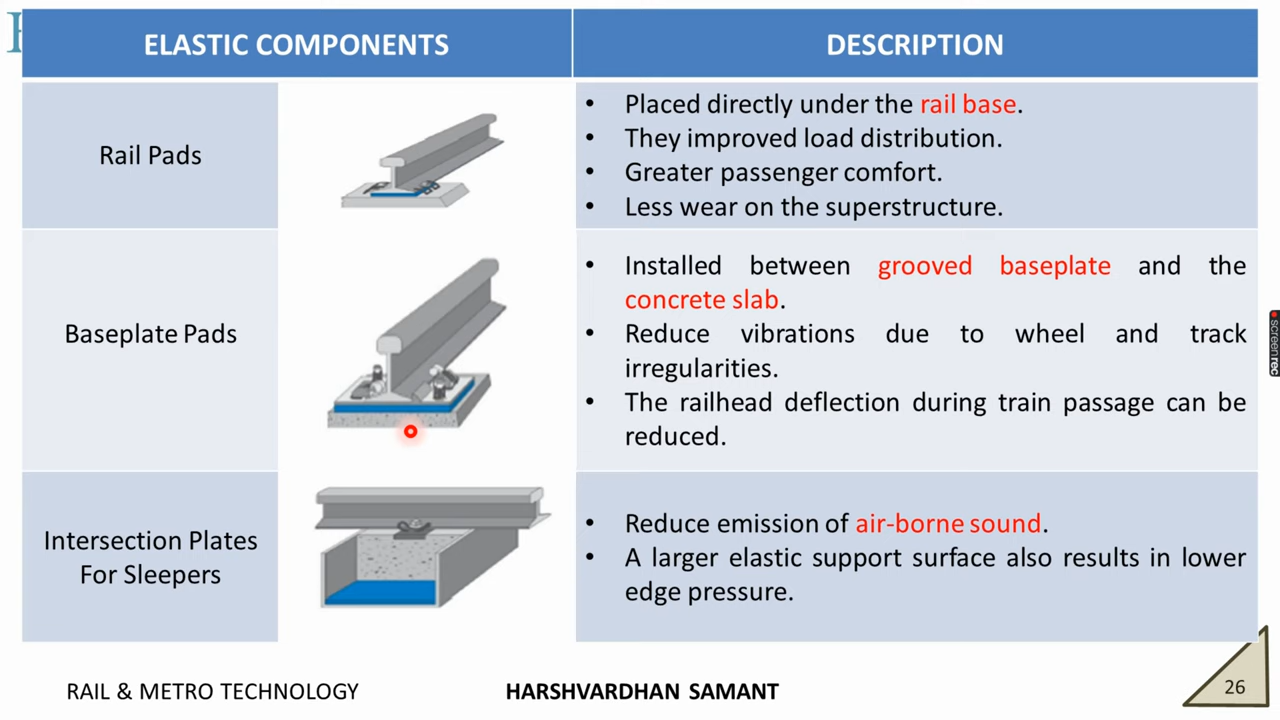 ELASTIC COMPONENTS
DESCRIPTION
Rail Pads
• Placed directly under the rail base.
• They improved load distribution.
• Greater passenger comfort.
• Less wear on the superstructure.
Baseplate Pads
• Installed between grooved baseplate and the
concrete slab.
• Reduce vibrations due to wheel and track
irregularities.
• The railhead deflection during train passage can be
reduced.
Intersection Plates
For Sleepers
• Reduce emission of air-borne sound.
• A larger elastic support surface also results in lower
edge pressure.
screenrec
RAIL & METRO TECHNOLOGY
HARSHVARDHAN SAMANT
26